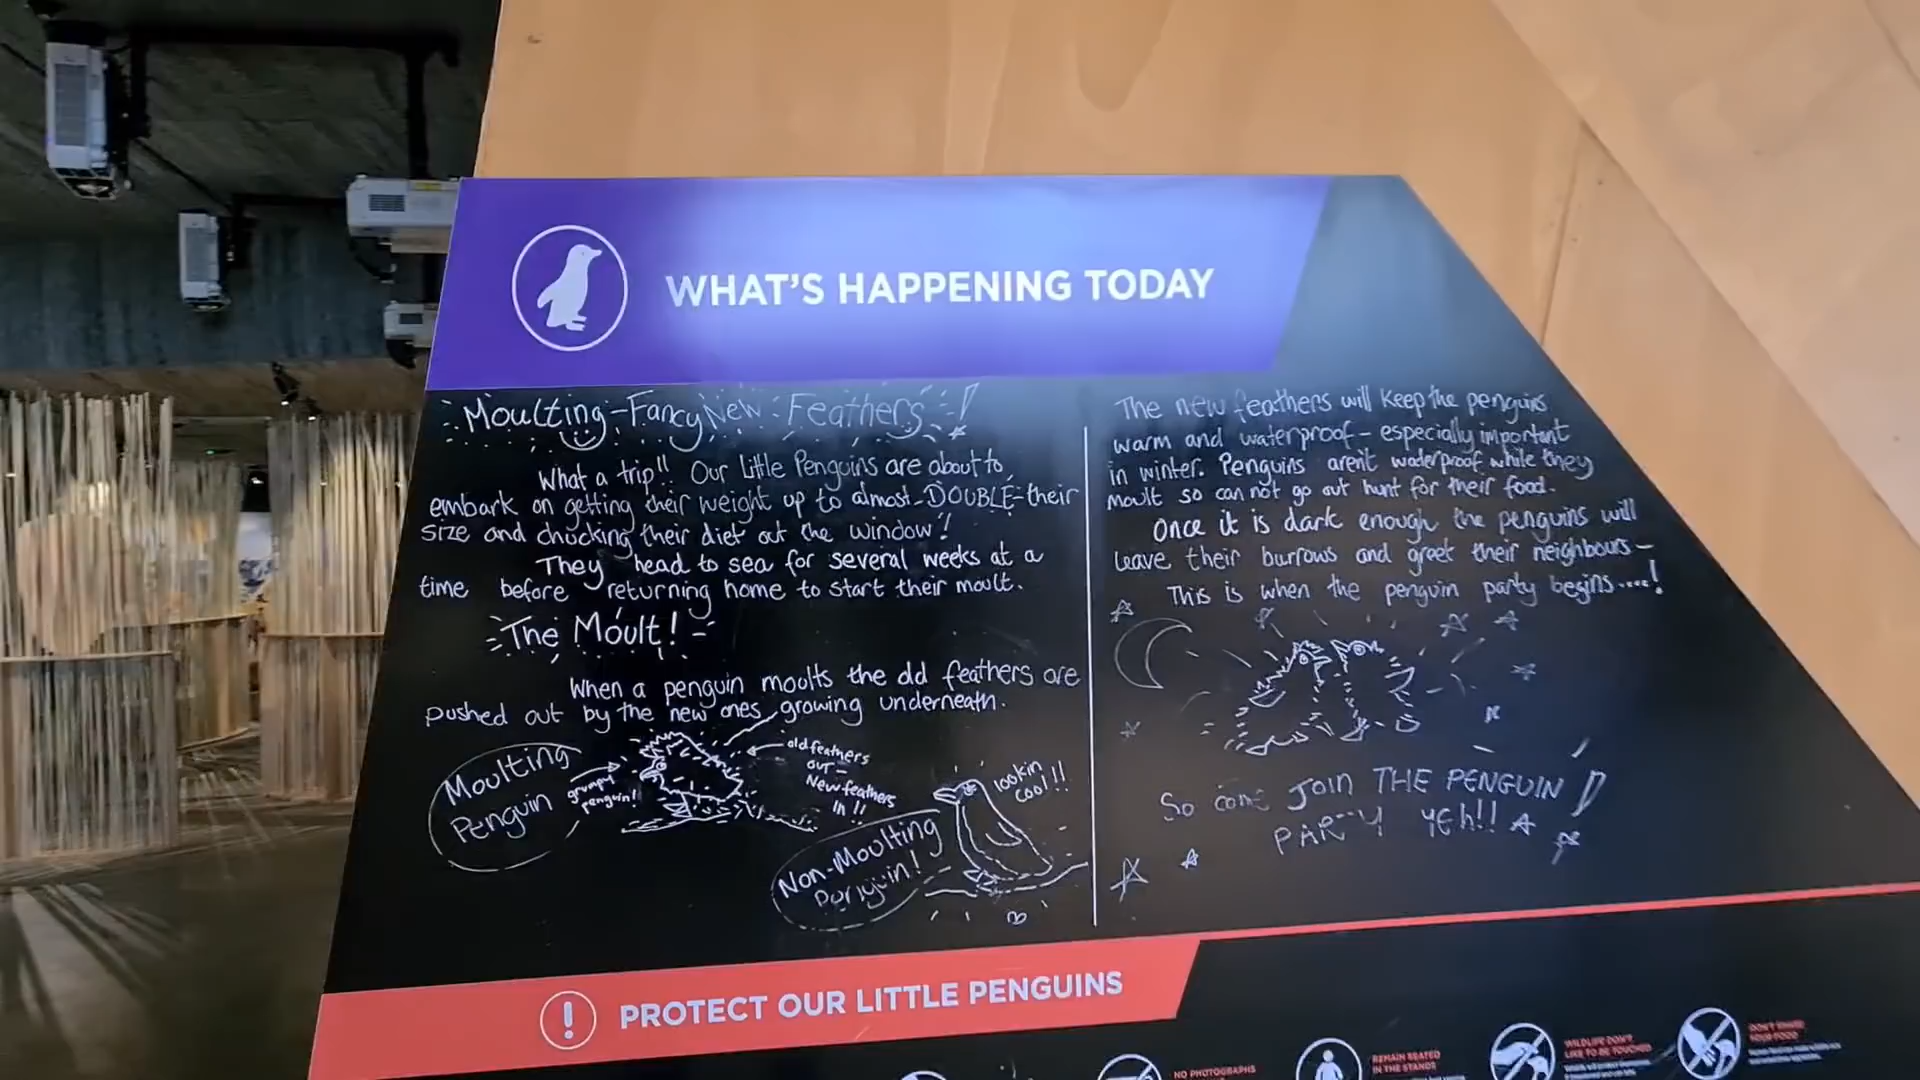 WHAT'S HAPPENING TODAY
Moulting - Fancy New Feathers!
What a trip!! Our Little Penguins are about to
embark on getting their weight up to almost - DOUBLE - their
size and chucking their diet out the window!
They head to sea for several weeks at a
time before returning home to start their moult.
The Moult!
When a penguin moults the old feathers are
pushed out by the new ones growing underneath.
Moulting
Penguin
grumpy
penguin!
old feathers
out -
New feathers
in!!
Non-Moulting
Penguin!
lookin
cool!!
The new feathers will keep the penguins
warm and waterproof - especially important
in winter. Penguins aren't waterproof while they
moult so can not go out hunt for their food.
Once it is dark enough the penguins will
leave their burrows and greet their neighbours -
This is when the penguin party begins....!
So come JOIN THE PENGUIN
PARTY YEh!!
PROTECT OUR LITTLE PENGUINS
NO PHOTOGRAPHS
REMAIN SEATED
IN THE STANDS
WILDLIFE DON'T
LIKE TO BE TOUCHED
DON'T SHARE
YOUR FOOD